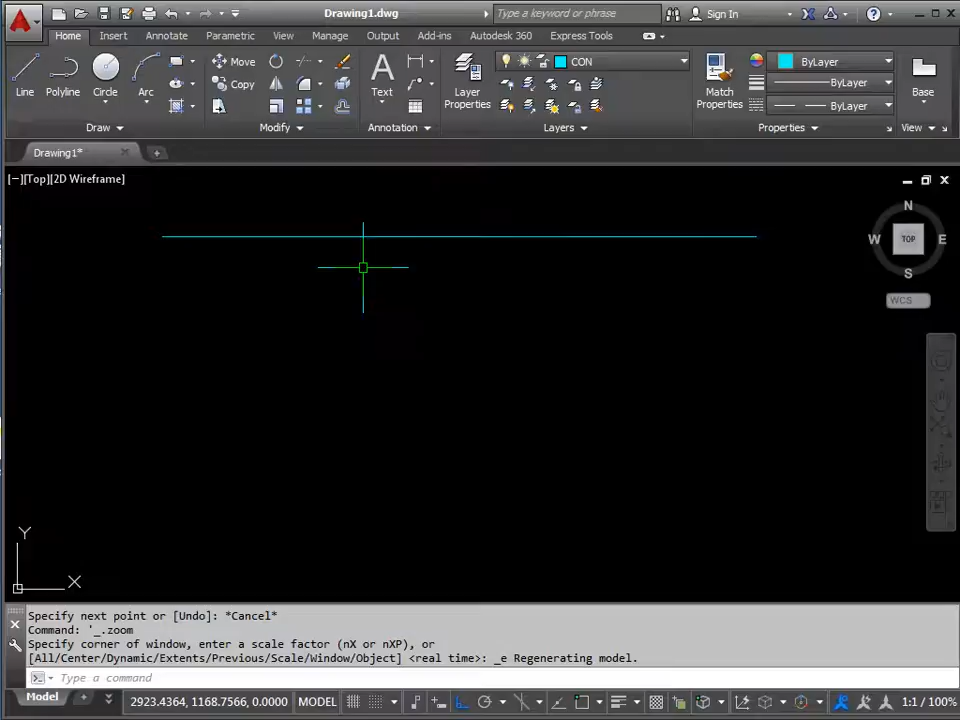 Drawing1.dwg
Type a keyword or phrase
Sign In
Home Insert Annotate Parametric View Manage Output Add-ins Autodesk 360 Express Tools
Line
Polyline
Circle
Arc
Move
Copy
Text
Layer Properties
CON
Match Properties
ByLayer
ByLayer
ByLayer
Base
Draw Modify Annotation Layers Properties View
Drawing1*
[−][Top][2D Wireframe]
N
W TOP E
S
WCS
Y
X
Specify next point or [Undo]: *Cancel*
Command: '_.zoom
Specify corner of window, enter a scale factor (nX or nXP), or
[All/Center/Dynamic/Extents/Previous/Scale/Window/Object] <real time>: _e Regenerating model.
Type a command
Model
2923.4364, 1168.7566, 0.0000 MODEL 1:1 / 100%